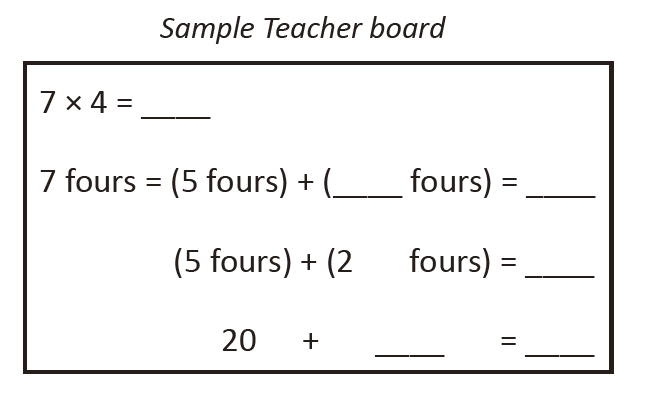 Sample Teacher board
7 × 4 = ____
7 fours = (5 fours) + (____ fours) = ____
(5 fours) + (2 fours) = ____
20 + ____ = ____